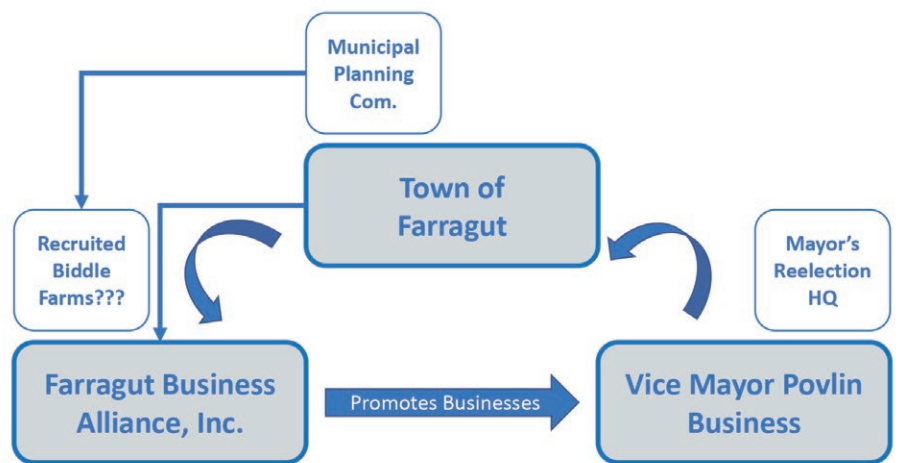 Municipal
Planning
Com.
Town of
Farragut
Recruited
Biddle
Farms???
Mayor's
Reelection
HQ
Farragut Business
Alliance, Inc.
Promotes Businesses
Vice Mayor Povlin
Business